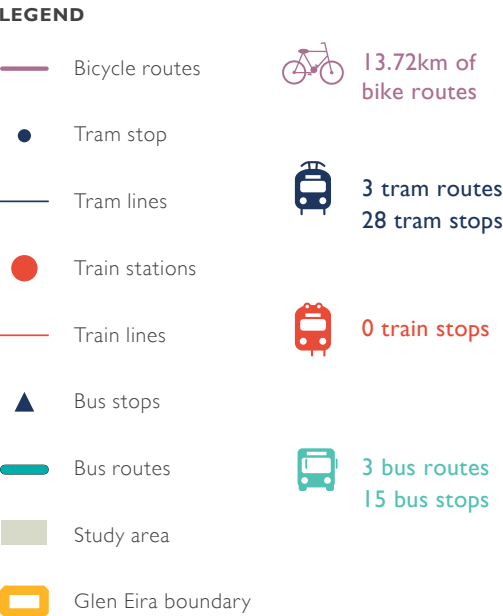 LEGEND
Bicycle routes
Tram stop
Tram lines
Train stations
Train lines
Bus stops
Bus routes
Study area
Glen Eira boundary
13.72km of
bike routes
3 tram routes
28 tram stops
0 train stops
3 bus routes
15 bus stops